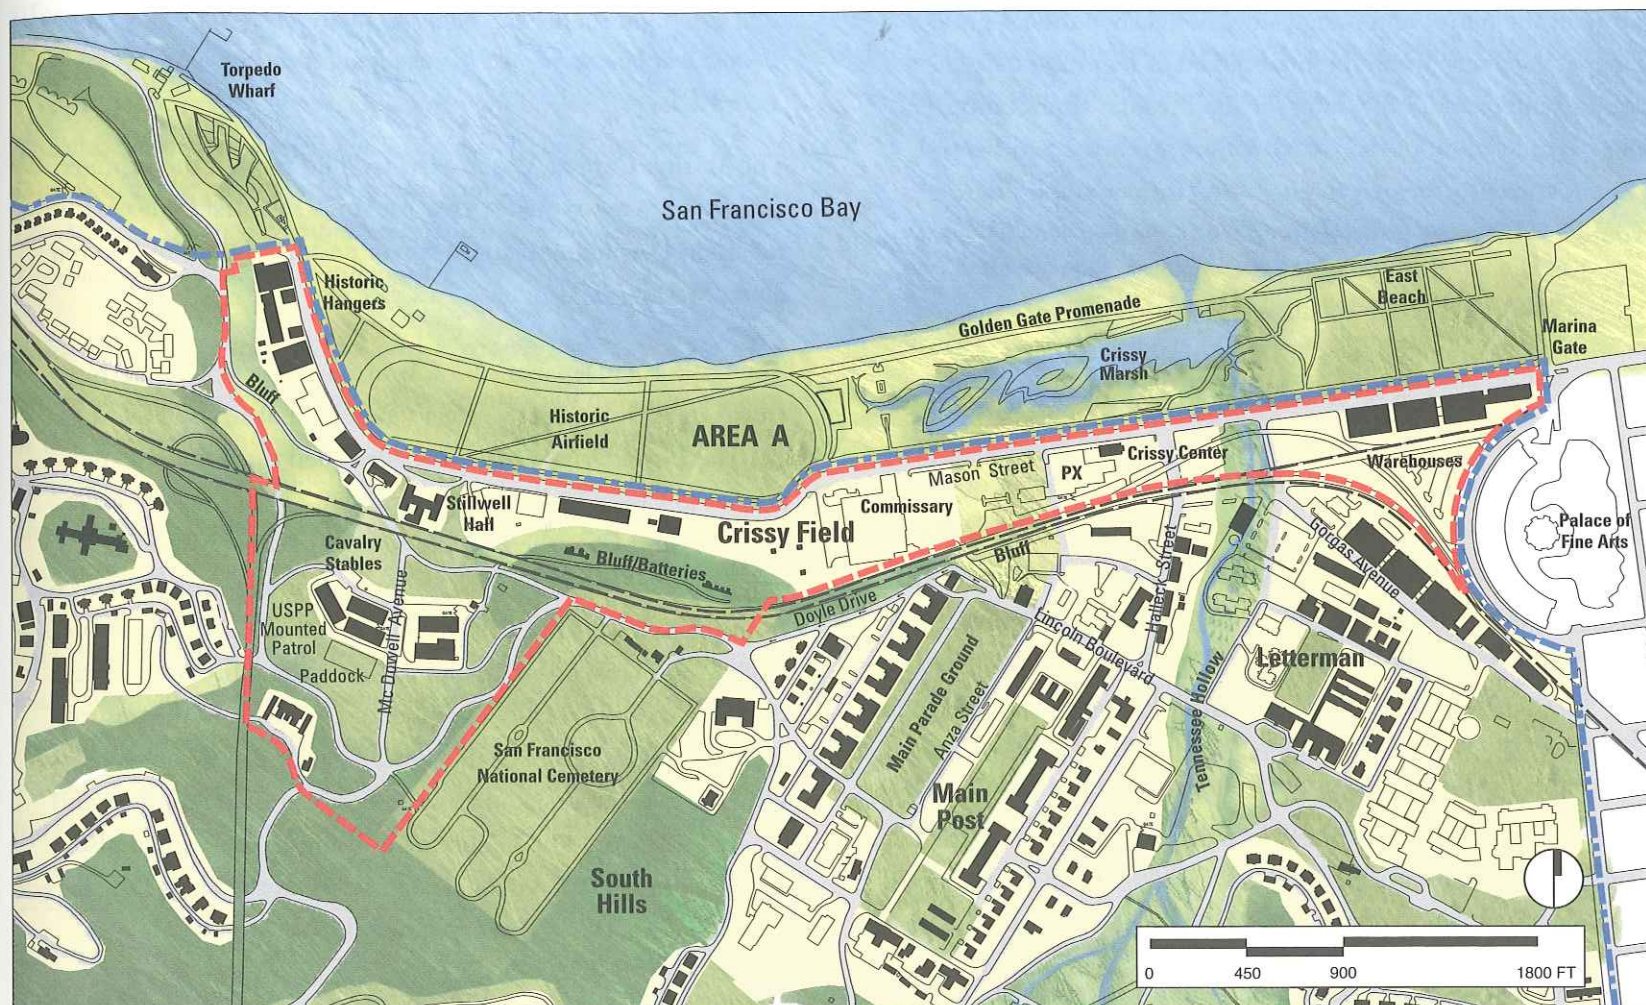 Torpedo
Wharf
San Francisco Bay
Historic
Hangers
Golden Gate Promenade
East
Beach
Marina
Gate
Crissy
Marsh
Bluff
Historic
Airfield
AREA A
Mason Street
PX
Crissy Center
Warehouses
Stillwell
Hall
Commissary
Crissy Field
Palace of
Fine Arts
Cavalry
Stables
Bluff/Batteries
Bluff
Halleck Street
Gorgas Avenue
USPP
Mounted
Patrol
Paddock
Mc Dowell Avenue
Doyle Drive
Lincoln Boulevard
Letterman
Main Parade Ground
Anza Street
Tennessee Hollow
San Francisco
National Cemetery
Main
Post
South
Hills
0 450 900 1800 FT